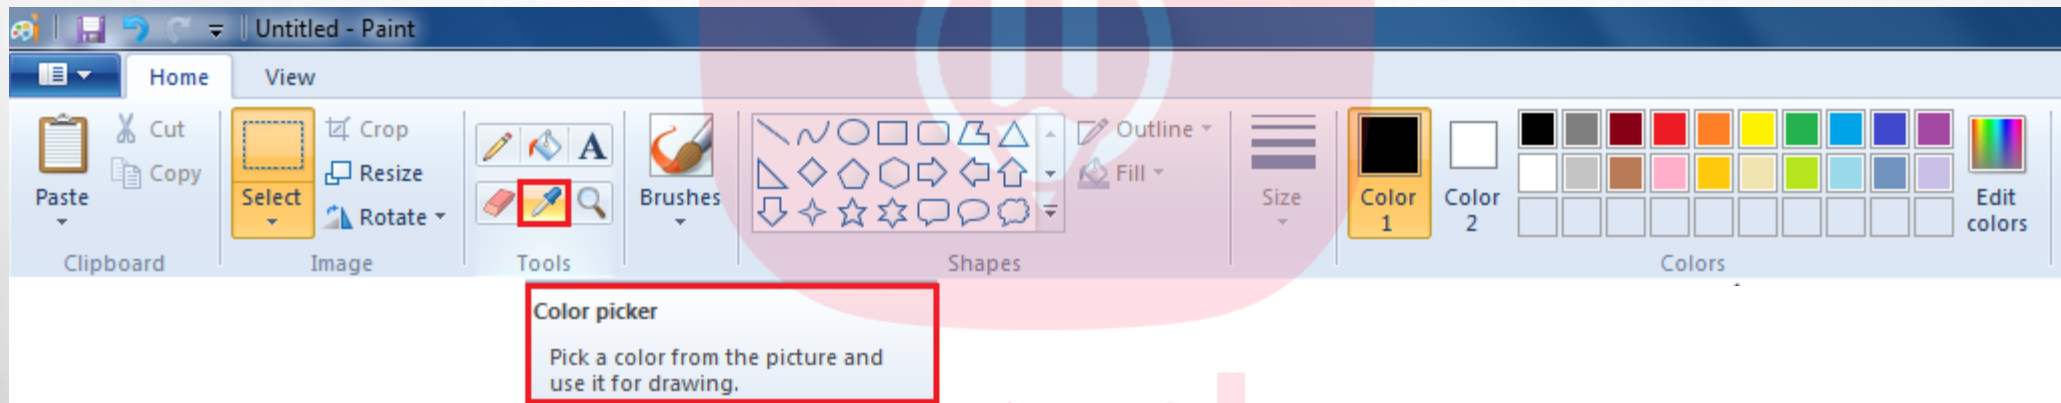 Untitled - Paint
Home View
Paste
Cut
Copy
Clipboard
Select
Crop
Resize
Rotate
Image
A
Tools
Brushes
Outline
Fill
Shapes
Size
Color
1
Color
2
Edit
colors
Colors
Color picker
Pick a color from the picture and
use it for drawing.